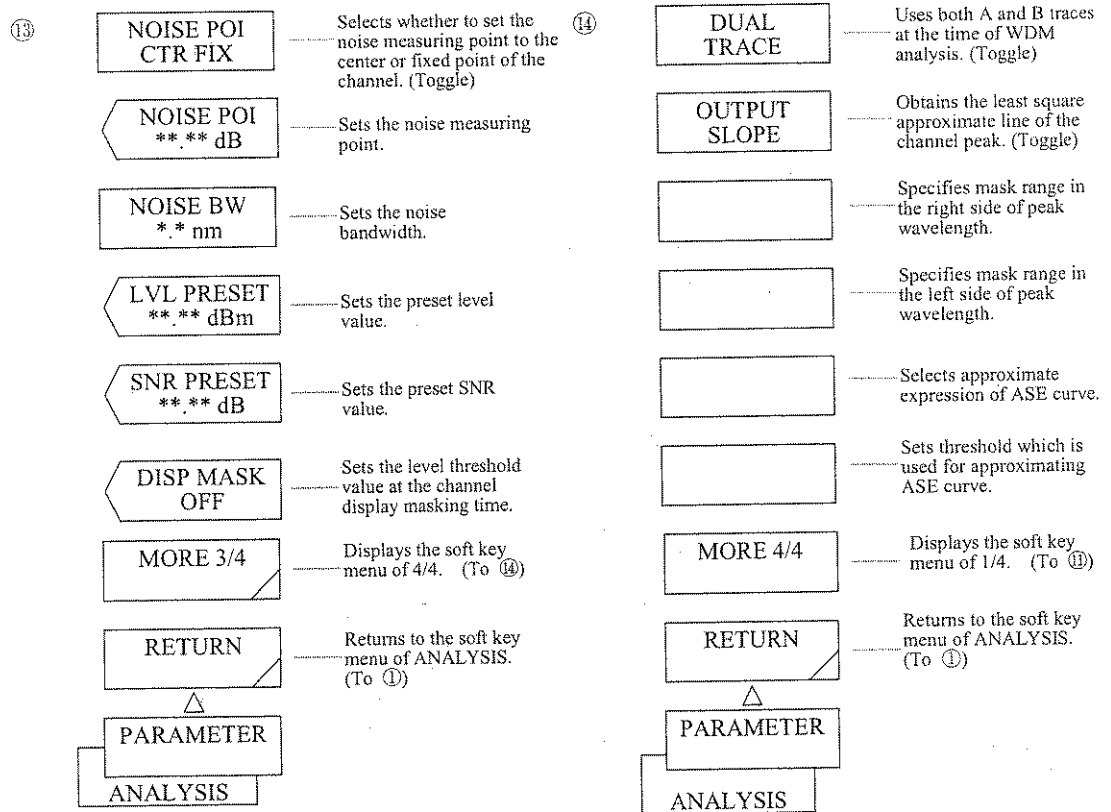 ⑬
NOISE POI
CTR FIX
Selects whether to set the
noise measuring point to the
center or fixed point of the
channel. (Toggle)
NOISE POI
**.** dB
Sets the noise measuring
point.
NOISE BW
*.* nm
Sets the noise
bandwidth.
LVL PRESET
**.** dBm
Sets the preset level
value.
SNR PRESET
**.** dB
Sets the preset SNR
value.
DISP MASK
OFF
Sets the level threshold
value at the channel
display masking time.
MORE 3/4
Displays the soft key
menu of 4/4. (To ⑭)
RETURN
Returns to the soft key
menu of ANALYSIS.
(To ①)
PARAMETER
ANALYSIS
⑭
DUAL
TRACE
Uses both A and B traces
at the time of WDM
analysis. (Toggle)
OUTPUT
SLOPE
Obtains the least square
approximate line of the
channel peak. (Toggle)
Specifies mask range in
the right side of peak
wavelength.
Specifies mask range in
the left side of peak
wavelength.
Selects approximate
expression of ASE curve.
Sets threshold which is
used for approximating
ASE curve.
MORE 4/4
Displays the soft key
menu of 1/4. (To ⑪)
RETURN
Returns to the soft key
menu of ANALYSIS.
(To ①)
PARAMETER
ANALYSIS